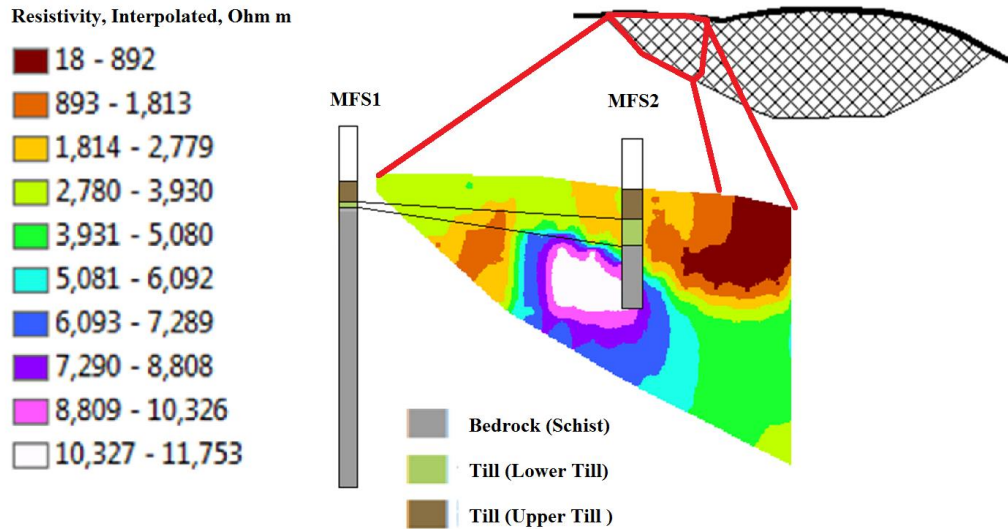 Resistivity, Interpolated, Ohm m
18 - 892
893 - 1,813
1,814 - 2,779
2,780 - 3,930
3,931 - 5,080
5,081 - 6,092
6,093 - 7,289
7,290 - 8,808
8,809 - 10,326
10,327 - 11,753
MFS1
MFS2
Bedrock (Schist)
Till (Lower Till)
Till (Upper Till )